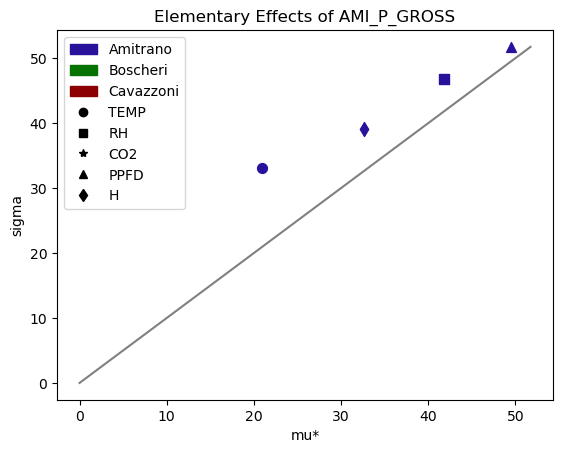 Elementary Effects of AMI_P_GROSS
Amitrano
Boscheri
Cavazzoni
TEMP
RH
CO2
PPFD
H
50
40
30
20
10
0
sigma
0 10 20 30 40 50
mu*